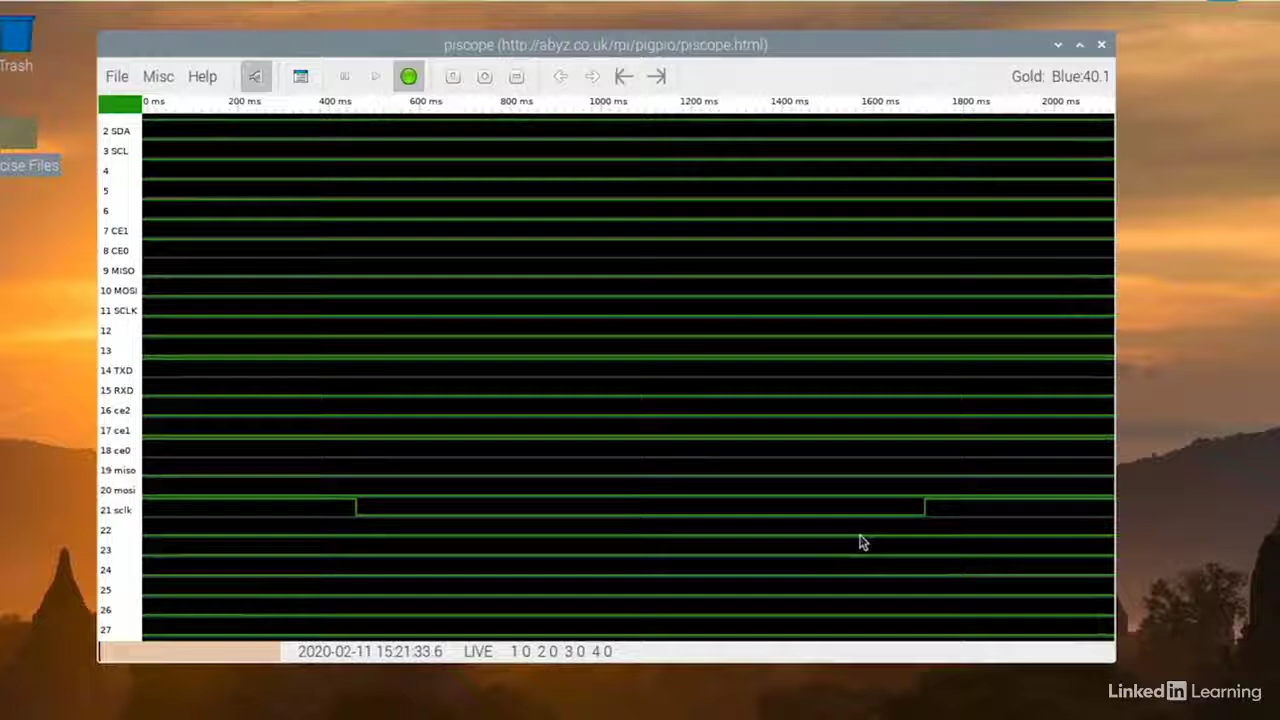 piscope (http://abyz.co.uk/rpi/pigpio/piscope.html)
Trash
File Misc Help
Gold: Blue:40.1
0 ms 200 ms 400 ms 600 ms 800 ms 1000 ms 1200 ms 1400 ms 1600 ms 1800 ms 2000 ms
2 SDA
3 SCL
cise Files
4
5
6
7 CE1
8 CE0
9 MISO
10 MOSI
11 SCLK
12
13
14 TXD
15 RXD
16 ce2
17 ce1
18 ce0
19 miso
20 mosi
21 sclk
22
23
24
25
26
27
2020-02-11 15:21:33.6 LIVE 1 0 2 0 3 0 4 0
Linked in Learning